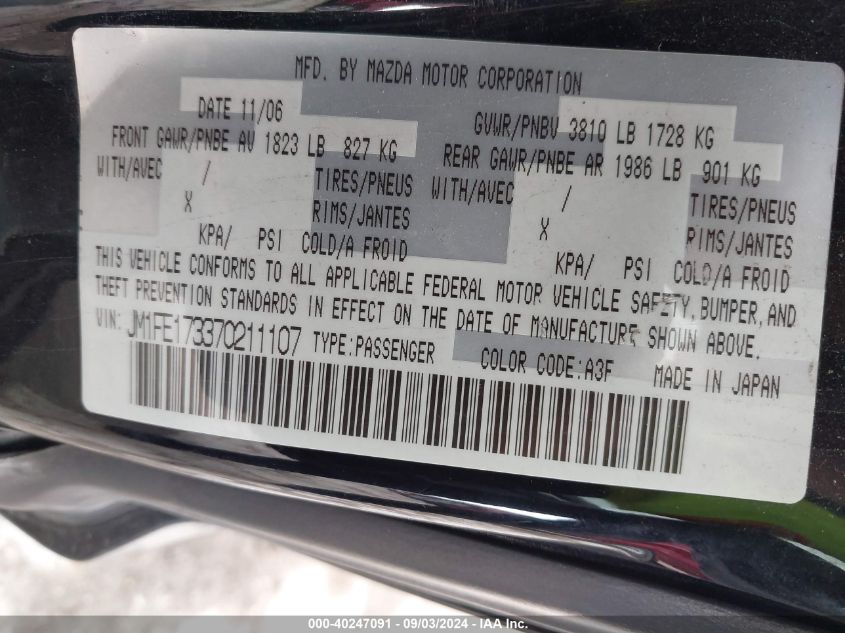 MFD. BY MAZDA MOTOR CORPORATION
DATE 11/06 GVWR/PNBV 3810 LB 1728 KG
FRONT GAWR/PNBE AV 1823 LB 827 KG REAR GAWR/PNBE AR 1986 LB 901 KG
WITH/AVEC / TIRES/PNEUS WITH/AVEC / TIRES/PNEUS
X RIMS/JANTES X RIMS/JANTES
KPA/ PSI COLD/A FROID KPA/ PSI COLD/A FROID
THIS VEHICLE CONFORMS TO ALL APPLICABLE FEDERAL MOTOR VEHICLE SAFETY, BUMPER, AND
THEFT PREVENTION STANDARDS IN EFFECT ON THE DATE OF MANUFACTURE SHOWN ABOVE.
VIN: JM1FE173370211107 TYPE:PASSENGER COLOR CODE:A3F MADE IN JAPAN
000-40247091 - 09/03/2024 - U.S.